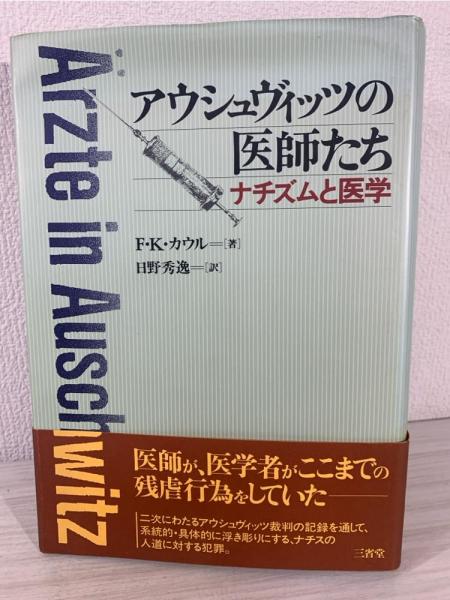 Ärzte in Auschwitz
アウシュヴィッツの
医師たち
ナチズムと医学
F・K・カウル=[著]
日野秀逸=[訳]
医師が、医学者がここまでの
残虐行為をしていた――
二次にわたるアウシュヴィッツ裁判の記録を通して、
系統的・具体的に浮き彫りにする、ナチスの
人道に対する犯罪。
三省堂